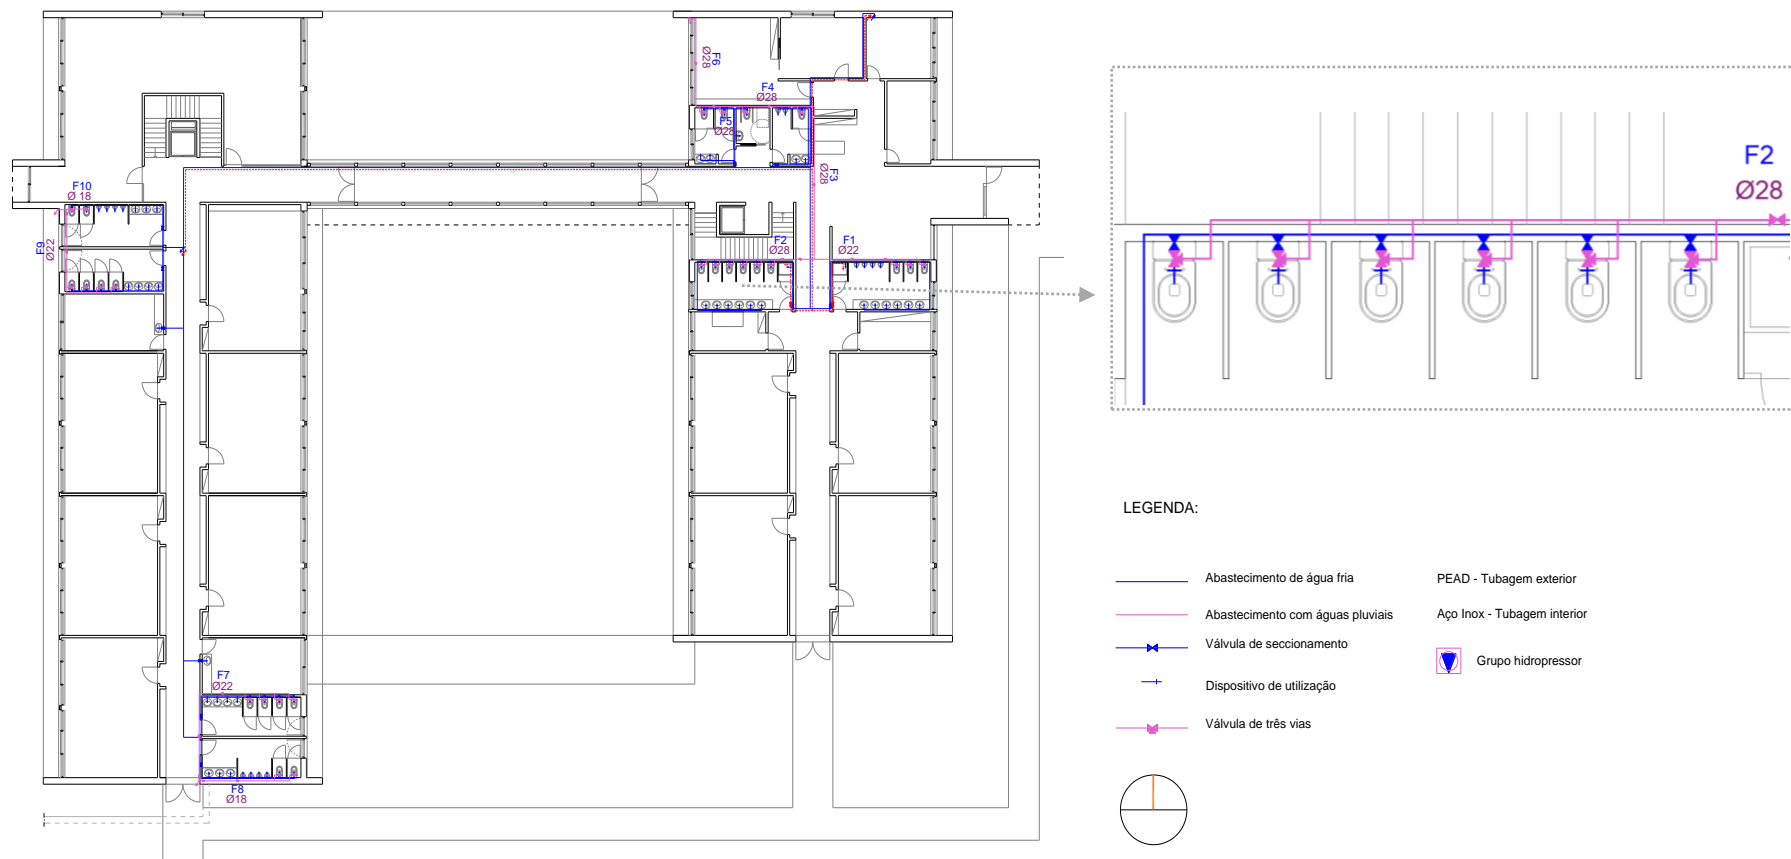 F6
Ø28
F4
Ø28
F5
Ø28
F3
Ø28
F10
Ø 18
F9
Ø22
F2
Ø28
F1
Ø22
F7
Ø22
F8
Ø18
F2
Ø28
LEGENDA:
Abastecimento de água fria
PEAD - Tubagem exterior
Abastecimento com águas pluviais
Aço Inox - Tubagem interior
Válvula de seccionamento
Grupo hidropressor
Dispositivo de utilização
Válvula de três vias